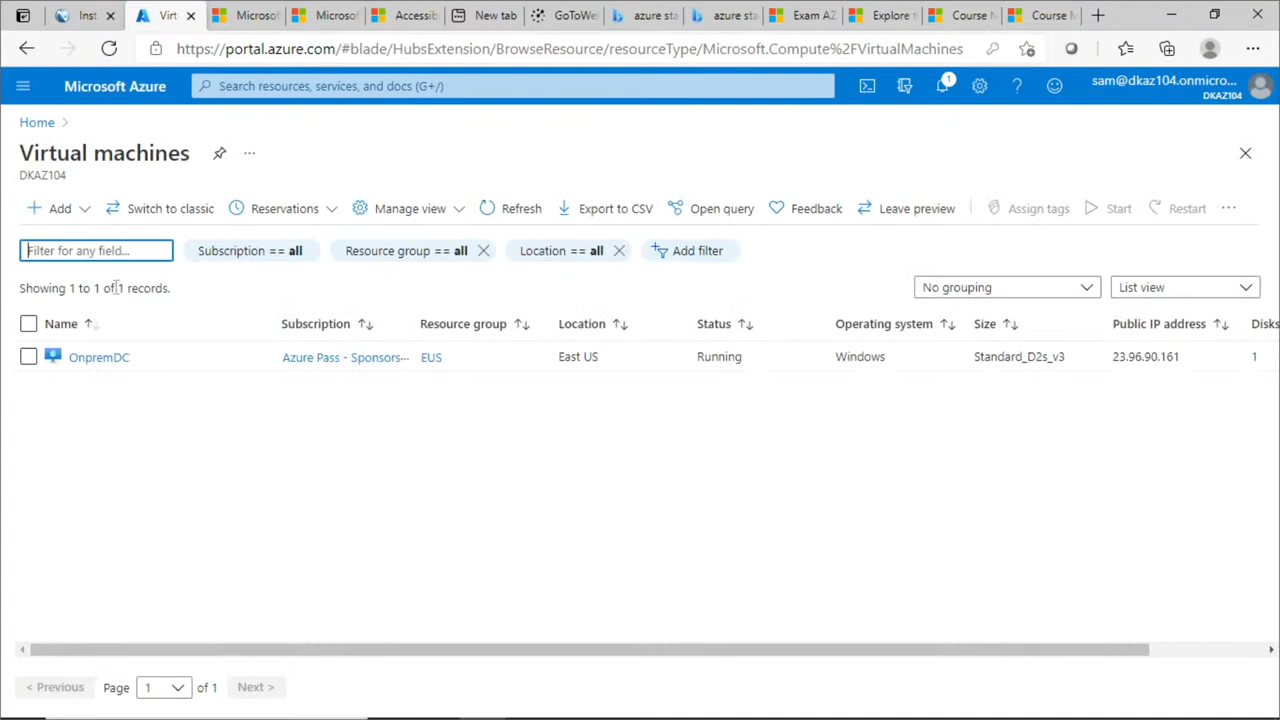 Inst
Virt
Microsof
Microsof
Accessib
New tab
GoToWe
azure sta
azure sta
Exam AZ
Explore t
Course M
Course M
https://portal.azure.com/#blade/HubsExtension/BrowseResource/resourceType/Microsoft.Compute%2FVirtualMachines
Microsoft Azure
Search resources, services, and docs (G+/)
1
sam@dkaz104.onmicro...
DKAZ104
Home
Virtual machines
DKAZ104
Add
Switch to classic
Reservations
Manage view
Refresh
Export to CSV
Open query
Feedback
Leave preview
Assign tags
Start
Restart
Filter for any field...
Subscription == all
Resource group == all
Location == all
Add filter
Showing 1 to 1 of 1 records.
No grouping
List view
Name Subscription Resource group Location Status Operating system Size Public IP address Disks
OnpremDC Azure Pass - Sponsors··· EUS East US Running Windows Standard_D2s_v3 23.96.90.161 1
< Previous Page 1 of 1 Next >